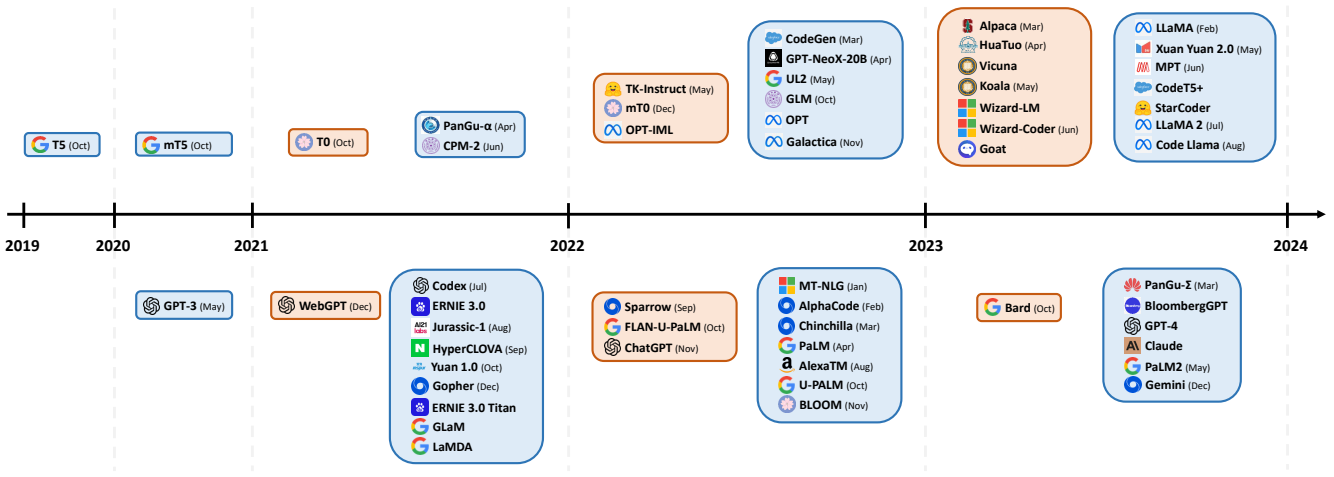 T5 (Oct)
mT5 (Oct)
T0 (Oct)
PanGu-α (Apr)
CPM-2 (Jun)
TK-Instruct (May)
mT0 (Dec)
OPT-IML
CodeGen (Mar)
GPT-NeoX-20B (Apr)
UL2 (May)
GLM (Oct)
OPT
Galactica (Nov)
Alpaca (Mar)
HuaTuo (Apr)
Vicuna
Koala (May)
Wizard-LM
Wizard-Coder (Jun)
Goat
LLaMA (Feb)
Xuan Yuan 2.0 (May)
MPT (Jun)
CodeT5+
StarCoder
LLaMA 2 (Jul)
Code Llama (Aug)
2019
2020
2021
2022
2023
2024
GPT-3 (May)
WebGPT (Dec)
Codex (Jul)
ERNIE 3.0
AI21 labs Jurassic-1 (Aug)
HyperCLOVA (Sep)
Yuan 1.0 (Oct)
Gopher (Dec)
ERNIE 3.0 Titan
GLaM
LaMDA
Sparrow (Sep)
FLAN-U-PaLM (Oct)
ChatGPT (Nov)
MT-NLG (Jan)
AlphaCode (Feb)
Chinchilla (Mar)
PaLM (Apr)
AlexaTM (Aug)
U-PALM (Oct)
BLOOM (Nov)
Bard (Oct)
PanGu-Σ (Mar)
BloombergGPT
GPT-4
Claude
PaLM2 (May)
Gemini (Dec)